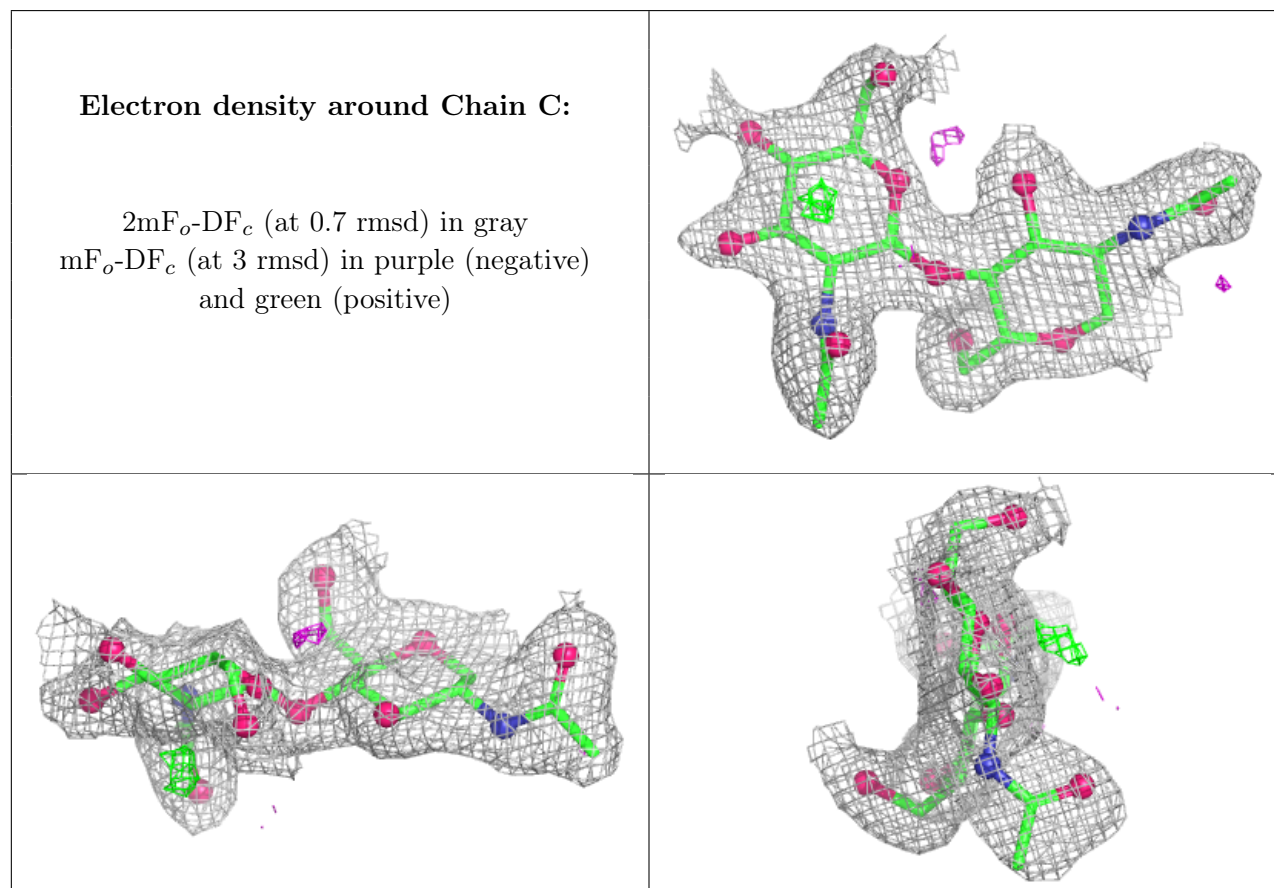 Electron density around Chain C:
2mFo-DFc (at 0.7 rmsd) in gray
mFo-DFc (at 3 rmsd) in purple (negative)
and green (positive)